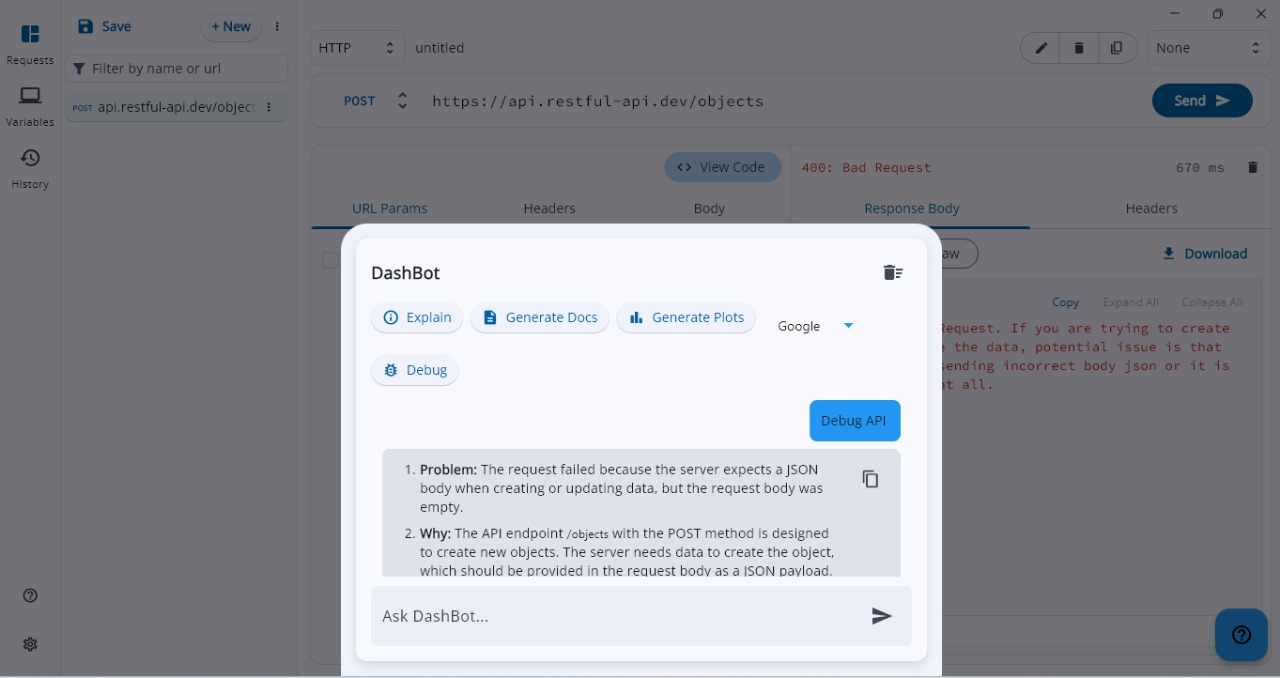 Save
+ New
Requests
Variables
History
Filter by name or url
POST api.restful-api.dev/objec
HTTP
untitled
None
POST
https://api.restful-api.dev/objects
Send
View Code
400: Bad Request
670 ms
URL Params
Headers
Body
Response Body
Headers
Download
Copy
Expand All
Collapse All
Request. If you are trying to create
the data, potential issue is that
sending incorrect body json or it is
at all.
DashBot
Explain
Generate Docs
Generate Plots
Google
Debug
Debug API
1. Problem: The request failed because the server expects a JSON
body when creating or updating data, but the request body was
empty.
2. Why: The API endpoint /objects with the POST method is designed
to create new objects. The server needs data to create the object,
which should be provided in the request body as a JSON payload.
Ask DashBot...